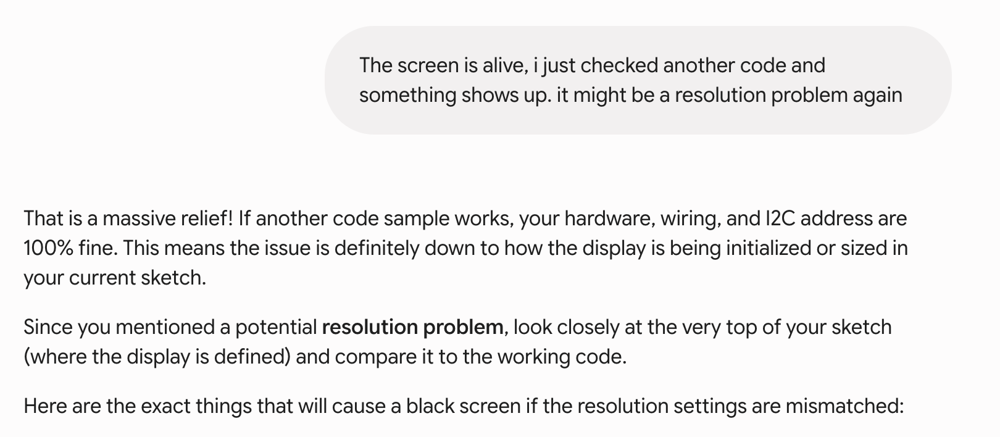 The screen is alive, i just checked another code and
something shows up. it might be a resolution problem again
That is a massive relief! If another code sample works, your hardware, wiring, and I2C address are
100% fine. This means the issue is definitely down to how the display is being initialized or sized in
your current sketch.
Since you mentioned a potential resolution problem, look closely at the very top of your sketch
(where the display is defined) and compare it to the working code.
Here are the exact things that will cause a black screen if the resolution settings are mismatched: